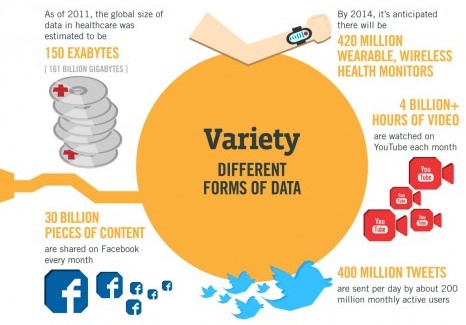 As of 2011, the global size of
data in healthcare was
estimated to be
150 EXABYTES
[ 161 BILLION GIGABYTES ]
By 2014, it's anticipated
there will be
420 MILLION
WEARABLE, WIRELESS
HEALTH MONITORS
4 BILLION+
HOURS OF VIDEO
are watched on
YouTube each month
You
Tube
You
Tube
You
Tube
You
Tube
Variety
DIFFERENT
FORMS OF DATA
30 BILLION
PIECES OF CONTENT
are shared on Facebook
every month
f
f
f
f
f
f
400 MILLION TWEETS
are sent per day by about 200
million monthly active users